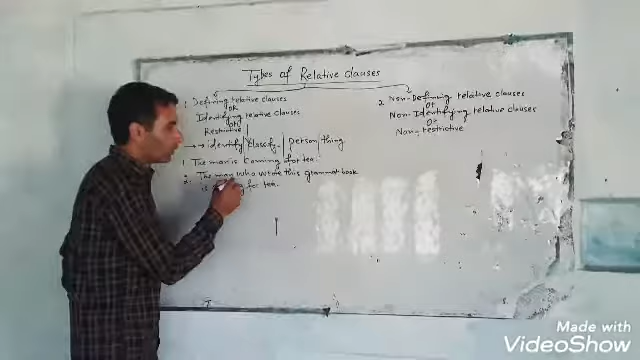 Types of Relative clauses
1 Defining relative clauses
OR
Identifying relative clauses
OR
Restrictive
→ identify | classify | person | thing
1 The man is coming for tea.
2. The man who wrote this grammar book
is for tea.
2 Non-Defining relative clauses
Or
Non-Identifying relative clauses
Or
Non-restrictive
Made with
VideoShow